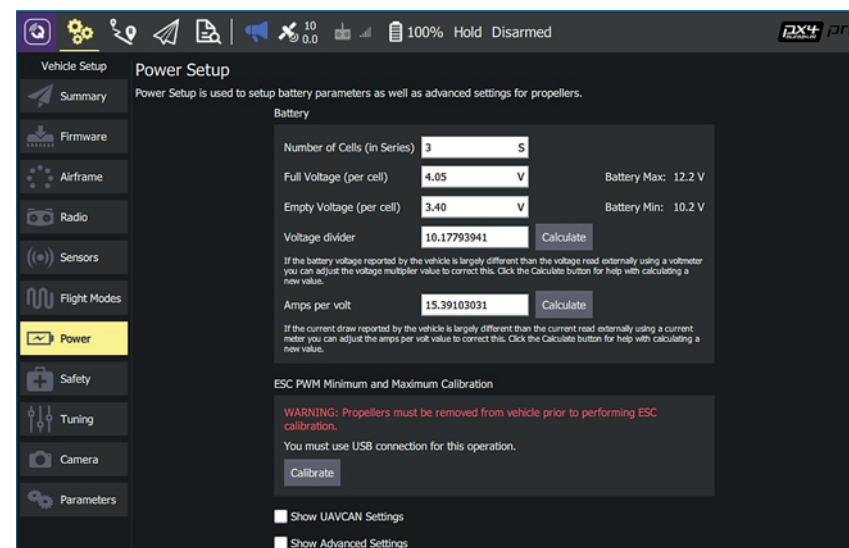 10
0.0
100% Hold Disarmed
px4 pr
Vehicle Setup
Power Setup
Summary
Power Setup is used to setup battery parameters as well as advanced settings for propellers.
Battery
Firmware
Number of Cells (in Series) 3 S
Airframe
Full Voltage (per cell) 4.05 V Battery Max: 12.2 V
Radio
Empty Voltage (per cell) 3.40 V Battery Min: 10.2 V
Voltage divider 10.17793941 Calculate
Sensors
If the battery voltage reported by the vehicle is largely different than the voltage read externally using a voltmeter
you can adjust the voltage multiplier value to correct this. Click the Calculate button for help with calculating a
new value.
Flight Modes
Amps per volt 15.39103031 Calculate
Power
If the current draw reported by the vehicle is largely different than the current read externally using a current
meter you can adjust the amps per volt value to correct this. Click the Calculate button for help with calculating a
new value.
Safety
ESC PWM Minimum and Maximum Calibration
Tuning
WARNING: Propellers must be removed from vehicle prior to performing ESC
calibration.
You must use USB connection for this operation.
Camera
Calibrate
Parameters
Show UAVCAN Settings
Show Advanced Settings